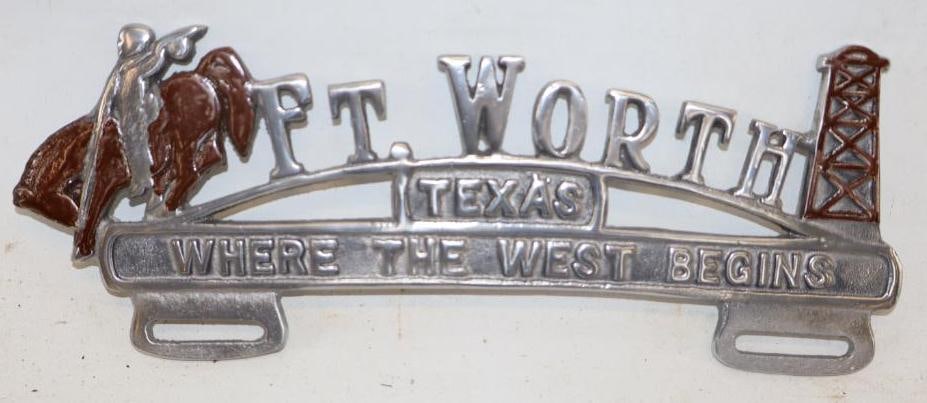 FT. WORTH
TEXAS
WHERE THE WEST BEGINS